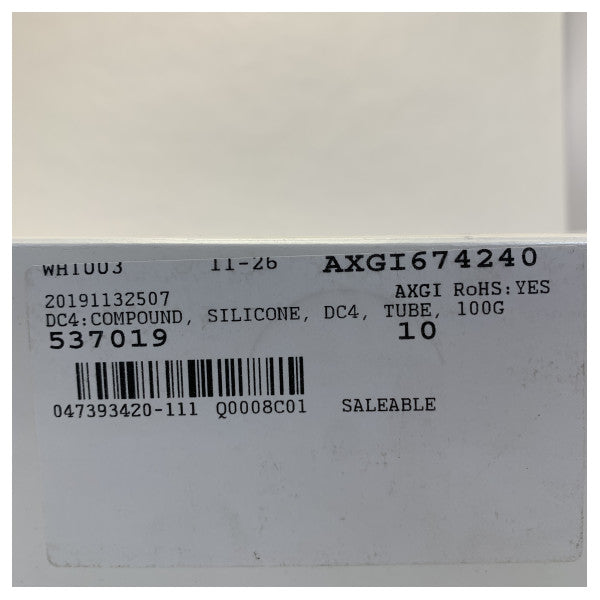 WH1003 11-26 AXGI674240
20191132507 AXGI RoHS:YES
DC4:COMPOUND, SILICONE, DC4, TUBE, 100G
537019 10
047393420-111 Q0008C01 SALEABLE